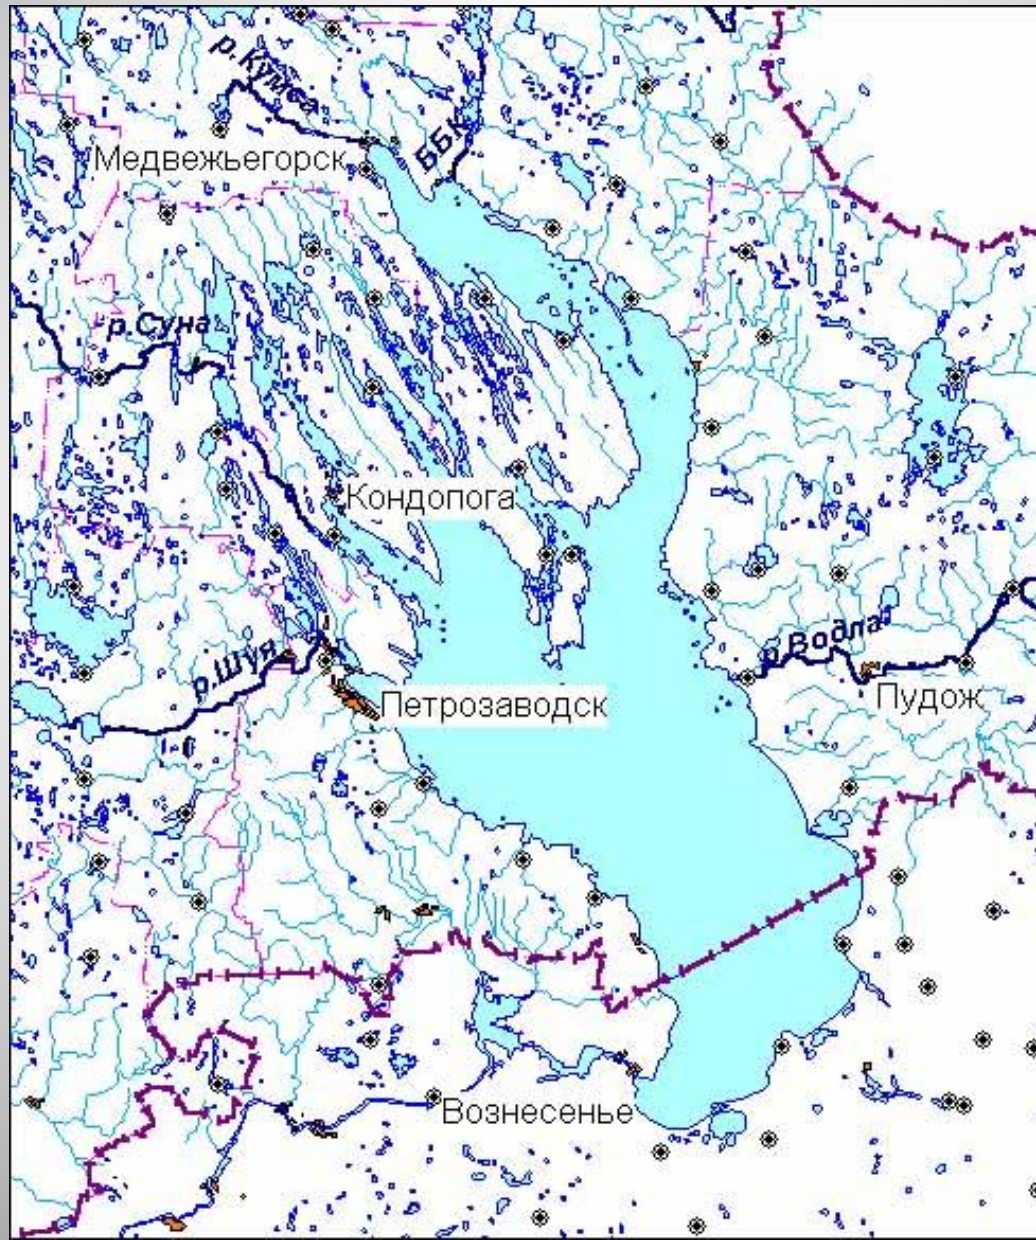 р.Кумса
ББК
Медвежьегорск
р.Суна
Кондопога
р.Шуя
р.Водла
Петрозаводск
Пудож
Вознесенье